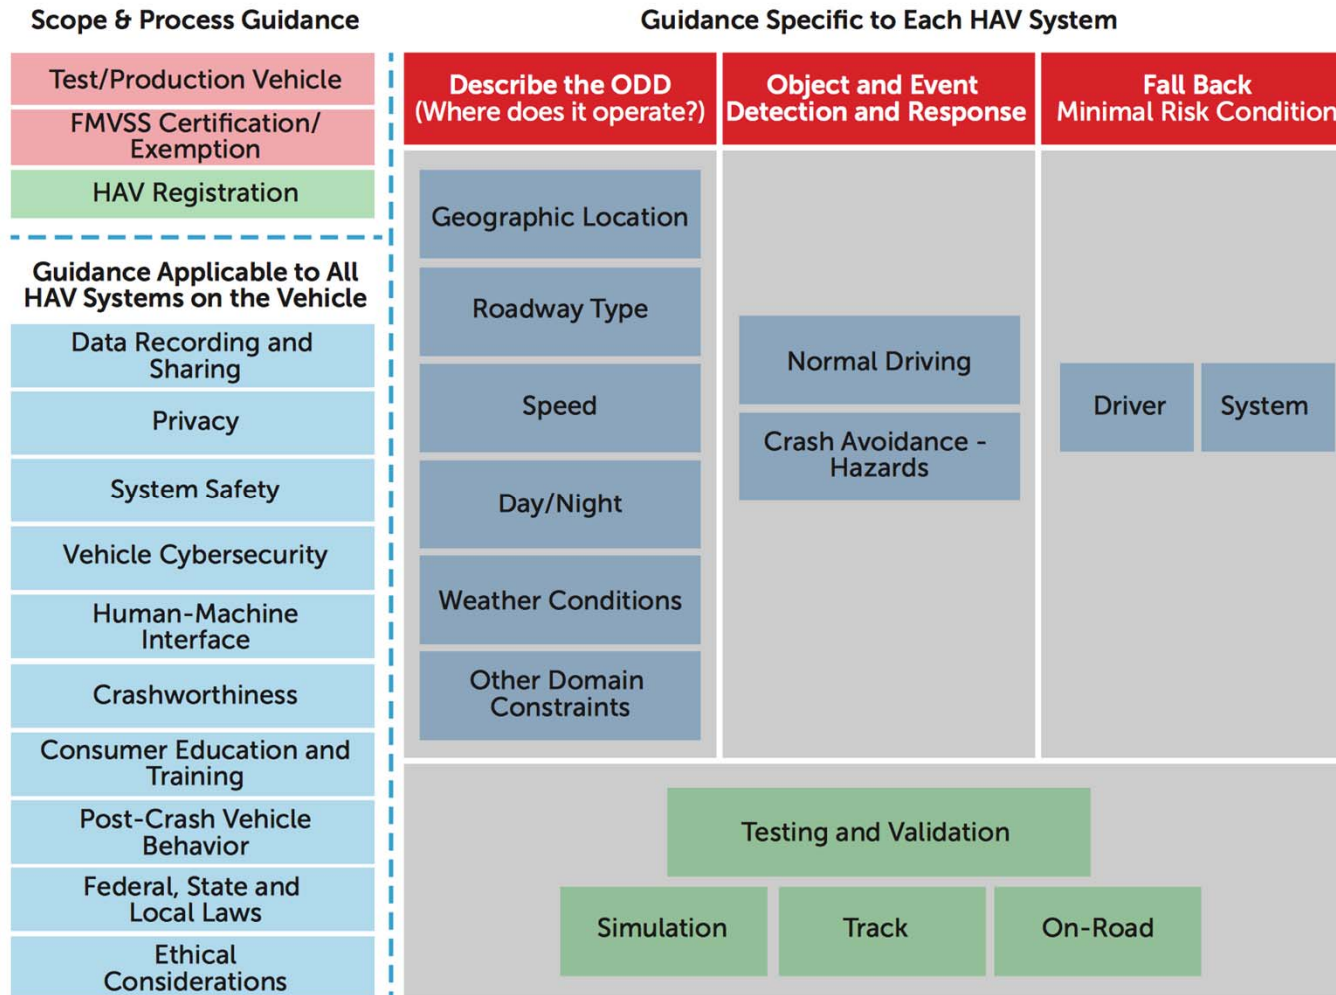 Scope & Process Guidance
Test/Production Vehicle
FMVSS Certification/
Exemption
HAV Registration
Guidance Applicable to All
HAV Systems on the Vehicle
Data Recording and
Sharing
Privacy
System Safety
Vehicle Cybersecurity
Human-Machine
Interface
Crashworthiness
Consumer Education and
Training
Post-Crash Vehicle
Behavior
Federal, State and
Local Laws
Ethical
Considerations
Guidance Specific to Each HAV System
Describe the ODD
(Where does it operate?)
Geographic Location
Roadway Type
Speed
Day/Night
Weather Conditions
Other Domain
Constraints
Object and Event
Detection and Response
Normal Driving
Crash Avoidance -
Hazards
Fall Back
Minimal Risk Condition
Driver
System
Testing and Validation
Simulation
Track
On-Road